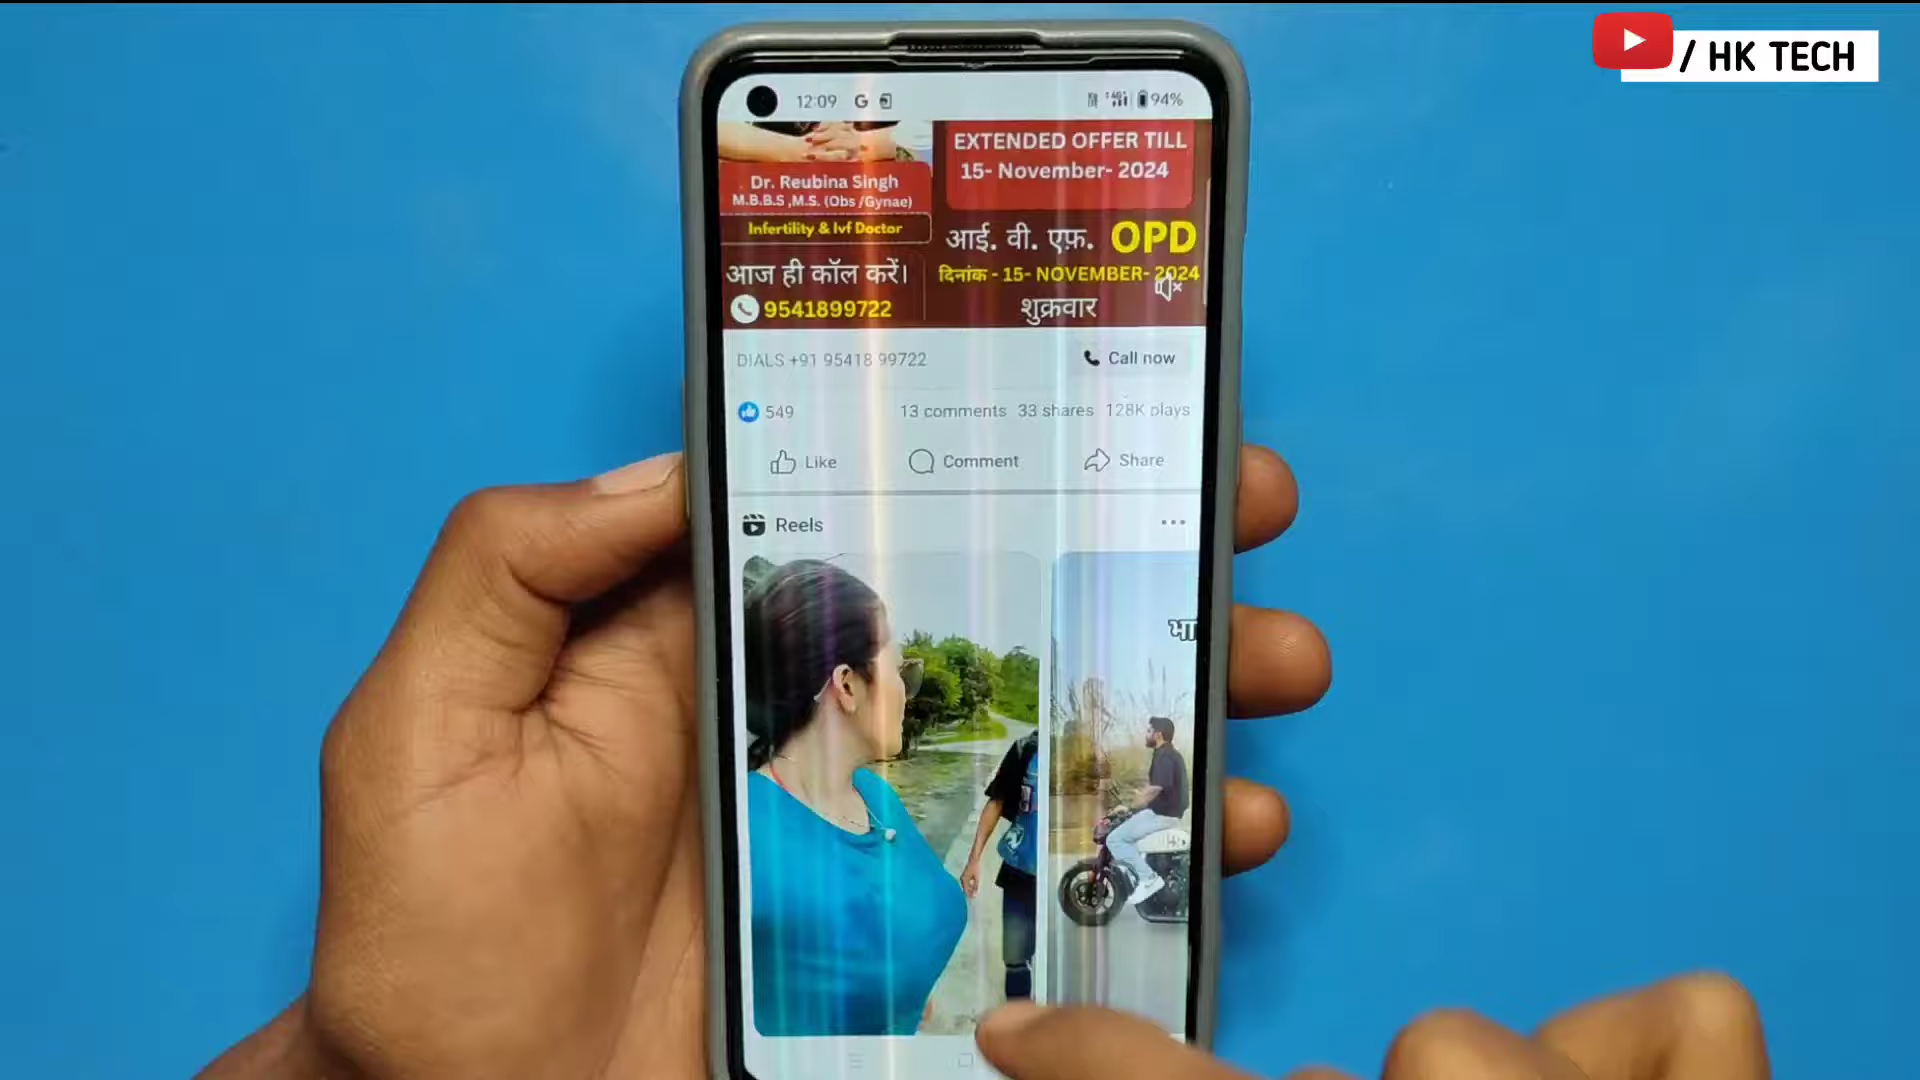 / HK TECH
12:09 G 94%
EXTENDED OFFER TILL
15- November- 2024
Dr. Reubina Singh
M.B.B.S ,M.S. (Obs /Gynae)
Infertility & Ivf Doctor
आई. वी. एफ़. OPD
आज ही कॉल करें।
दिनांक - 15- NOVEMBER- 2024
9541899722
शुक्रवार
DIALS +91 95418 99722
Call now
549
13 comments 33 shares 128K plays
Like Comment Share
Reels
भा